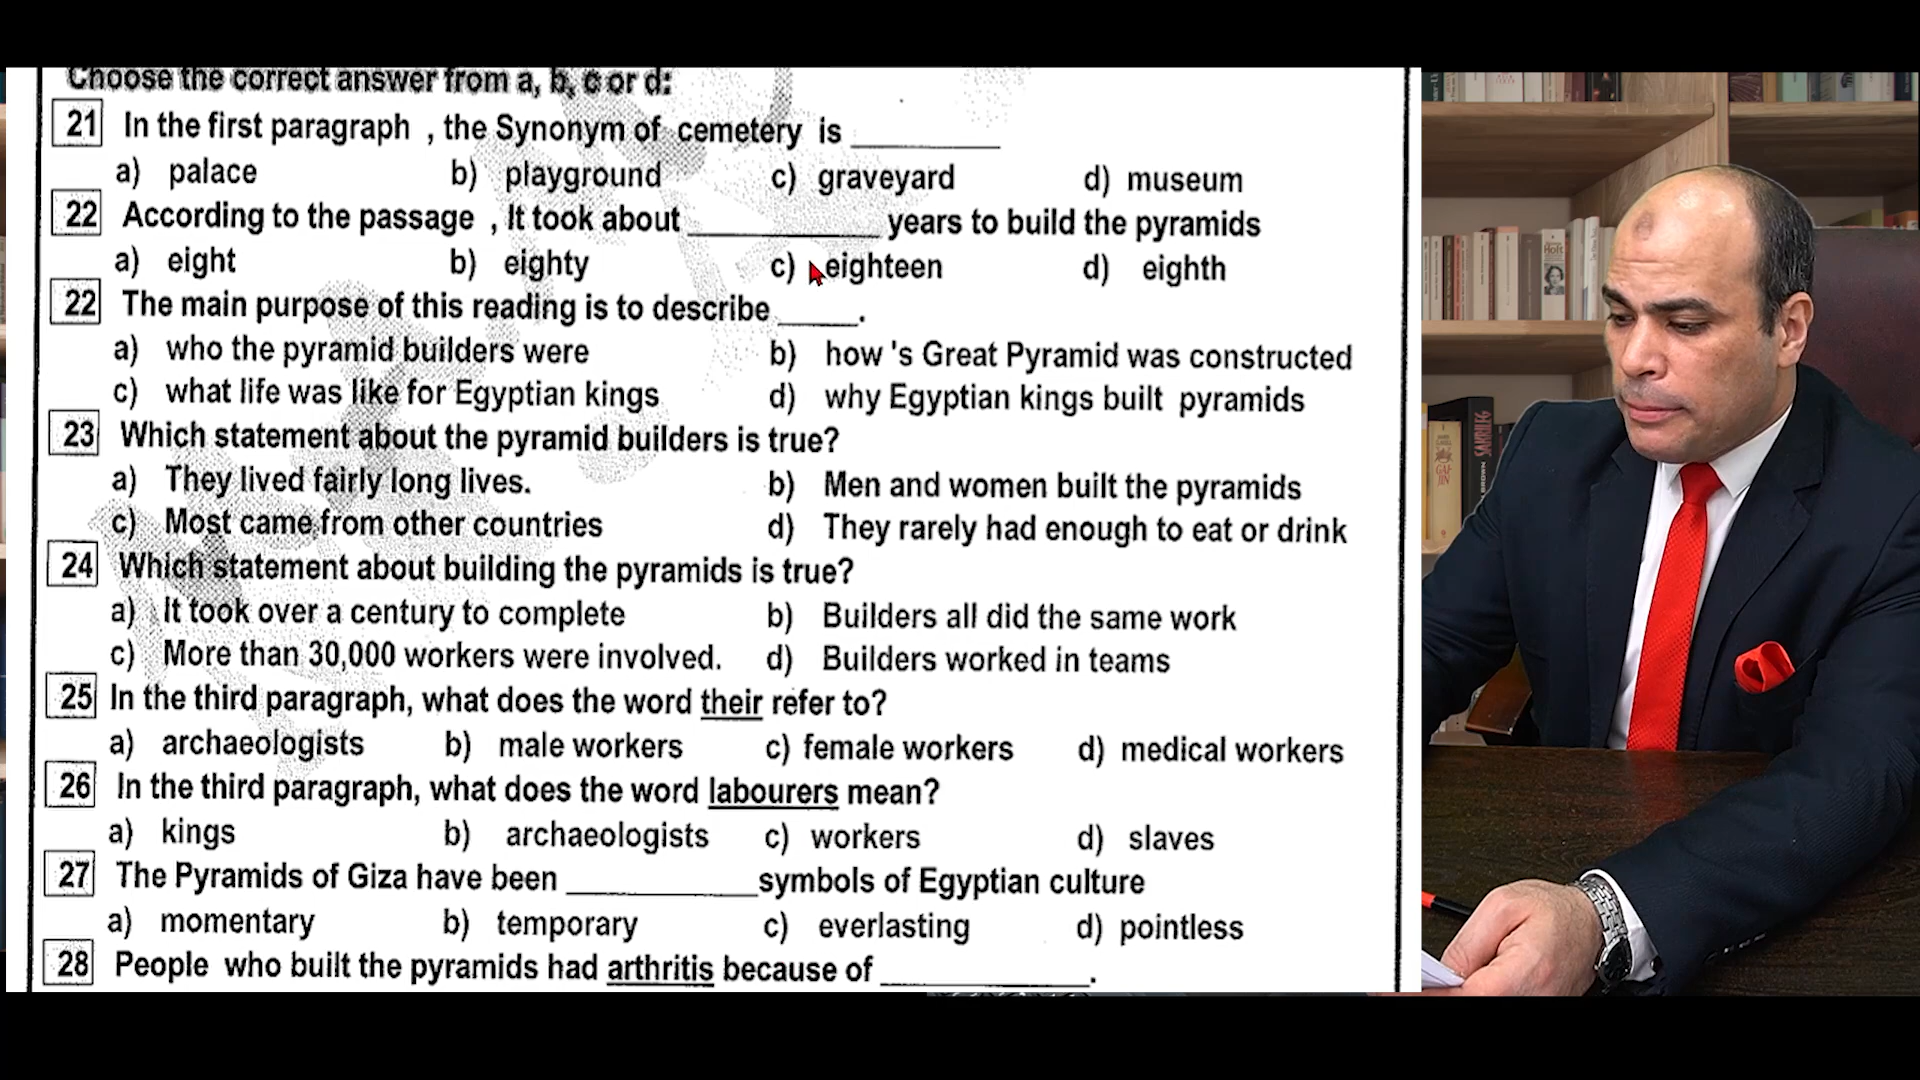 Choose the correct answer from a, b, c or d:
21 In the first paragraph , the Synonym of cemetery is ________
a) palace b) playground c) graveyard d) museum
22 According to the passage , It took about __________ years to build the pyramids
a) eight b) eighty c) eighteen d) eighth
22 The main purpose of this reading is to describe _____.
a) who the pyramid builders were b) how 's Great Pyramid was constructed
c) what life was like for Egyptian kings d) why Egyptian kings built pyramids
23 Which statement about the pyramid builders is true?
a) They lived fairly long lives. b) Men and women built the pyramids
c) Most came from other countries d) They rarely had enough to eat or drink
24 Which statement about building the pyramids is true?
a) It took over a century to complete b) Builders all did the same work
c) More than 30,000 workers were involved. d) Builders worked in teams
25 In the third paragraph, what does the word their refer to?
a) archaeologists b) male workers c) female workers d) medical workers
26 In the third paragraph, what does the word labourers mean?
a) kings b) archaeologists c) workers d) slaves
27 The Pyramids of Giza have been __________ symbols of Egyptian culture
a) momentary b) temporary c) everlasting d) pointless
28 People who built the pyramids had arthritis because of ___________.